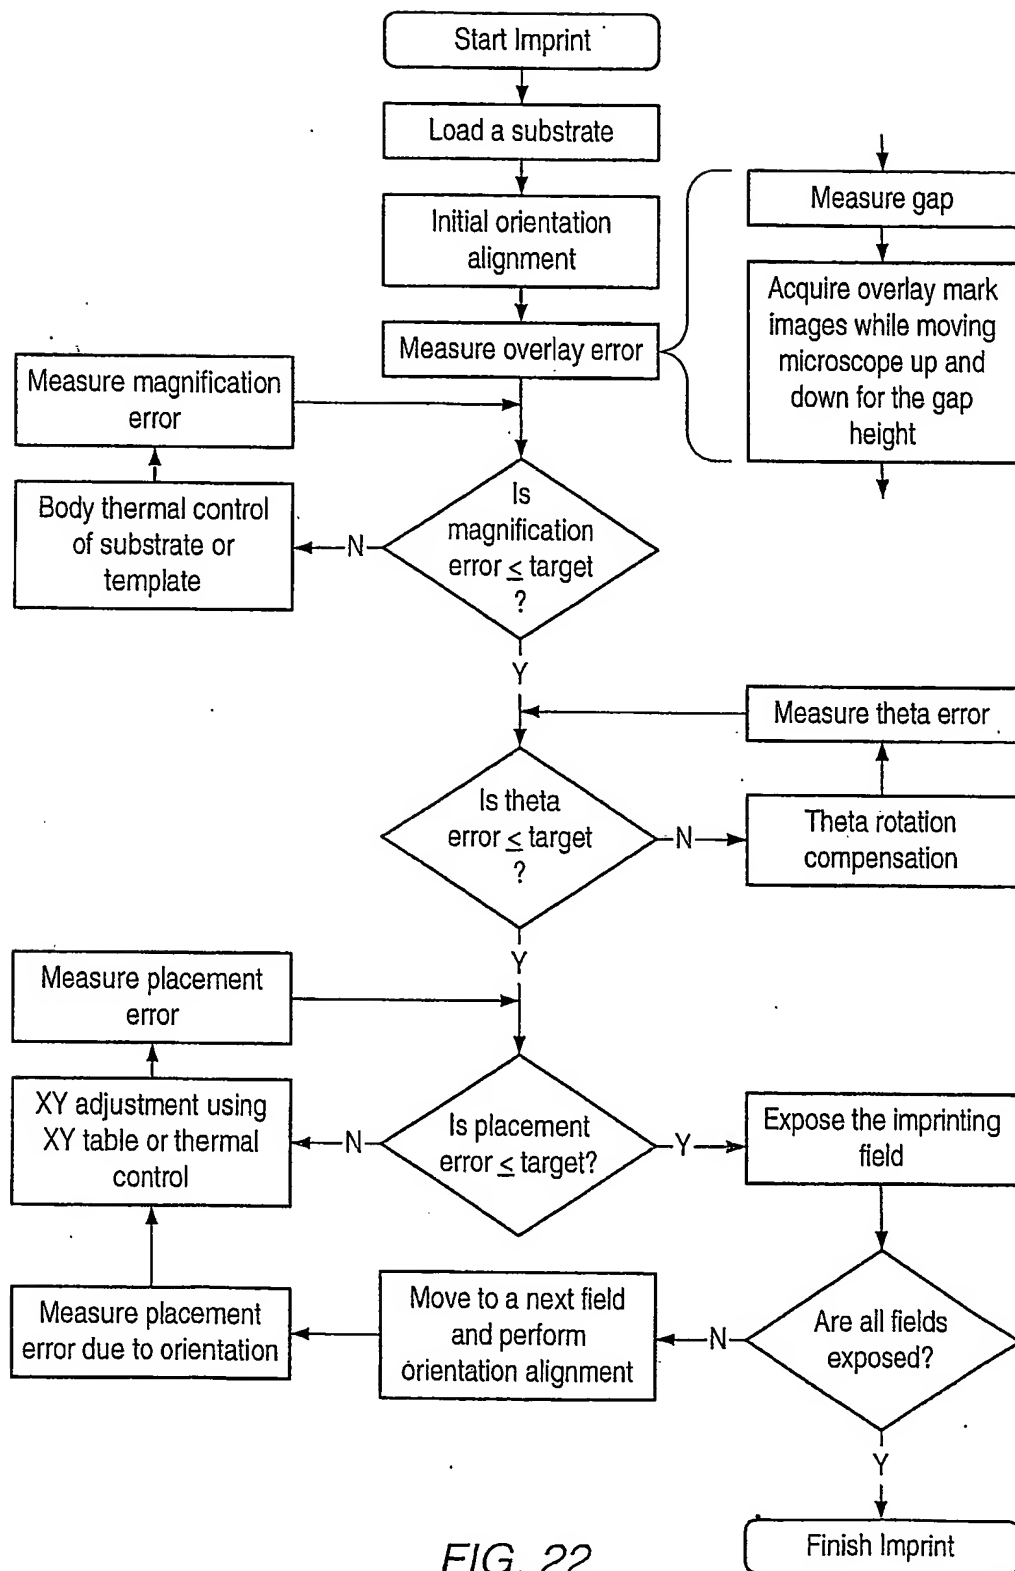 Start Imprint
Load a substrate
Initial orientation
alignment
Measure overlay error
Measure gap
Acquire overlay mark
images while moving
microscope up and
down for the gap
height
Measure magnification
error
Body thermal control
of substrate or
template
N
Is
magnification
error ≤ target
?
Y
Measure theta error
Theta rotation
compensation
N
Is theta
error ≤ target
?
Y
Measure placement
error
XY adjustment using
XY table or thermal
control
N
Is placement
error ≤ target?
Y
Expose the imprinting
field
Measure placement
error due to orientation
Move to a next field
and perform
orientation alignment
N
Are all fields
exposed?
Y
Finish Imprint
FIG. 22